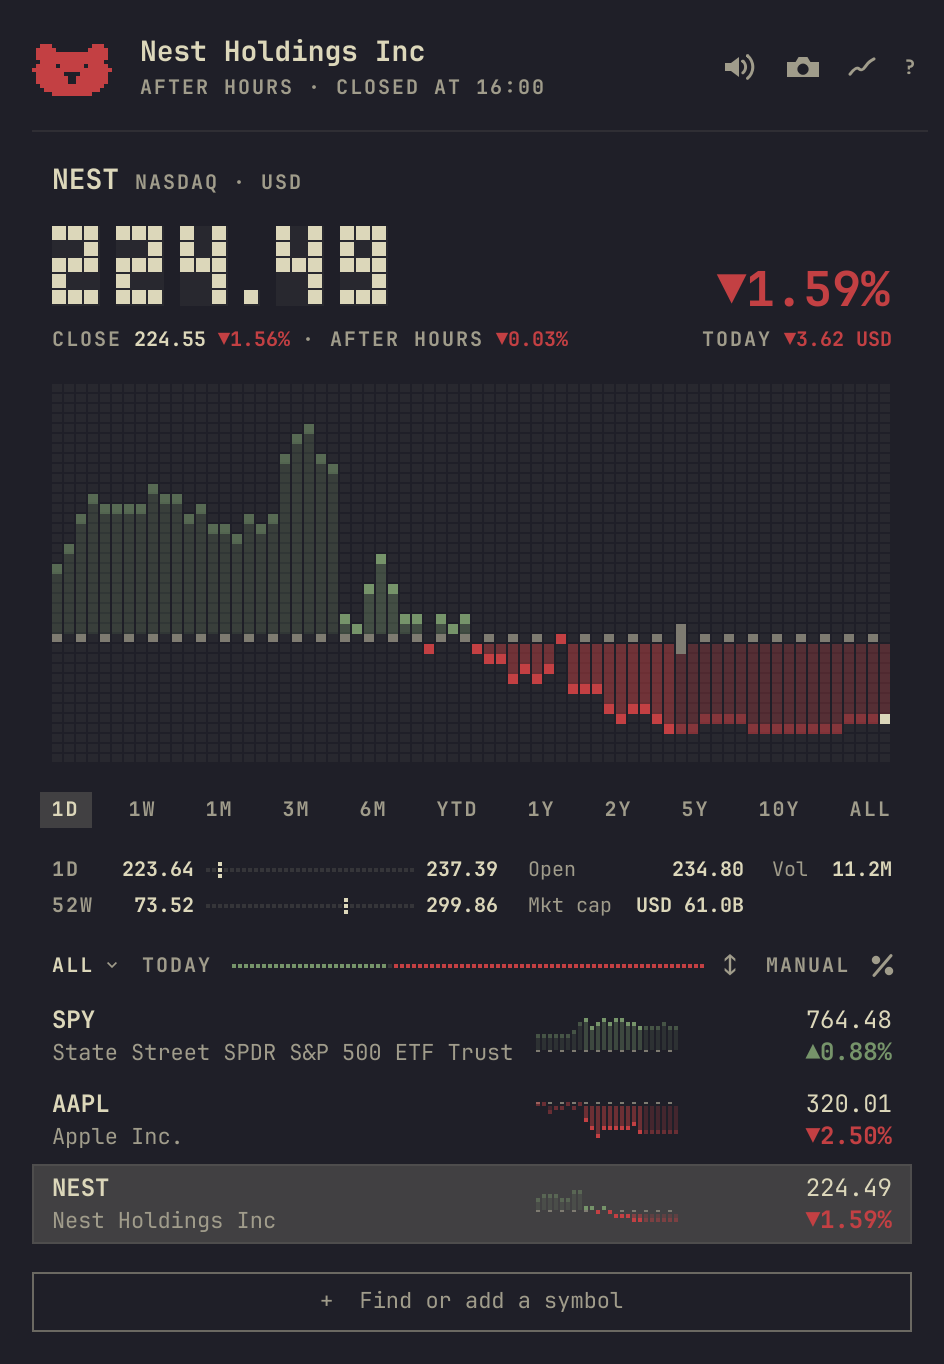 Nest Holdings Inc
AFTER HOURS · CLOSED AT 16:00
?
NEST NASDAQ · USD
224.49
▼1.59%
CLOSE 224.55 ▼1.56% · AFTER HOURS ▼0.03%
TODAY ▼3.62 USD
1D 1W 1M 3M 6M YTD 1Y 2Y 5Y 10Y ALL
1D 223.64 237.39 Open 234.80 Vol 11.2M
52W 73.52 299.86 Mkt cap USD 61.0B
ALL TODAY ↕ MANUAL %
SPY 764.48
State Street SPDR S&P 500 ETF Trust ▲0.88%
AAPL 320.01
Apple Inc. ▼2.50%
NEST 224.49
Nest Holdings Inc ▼1.59%
+ Find or add a symbol